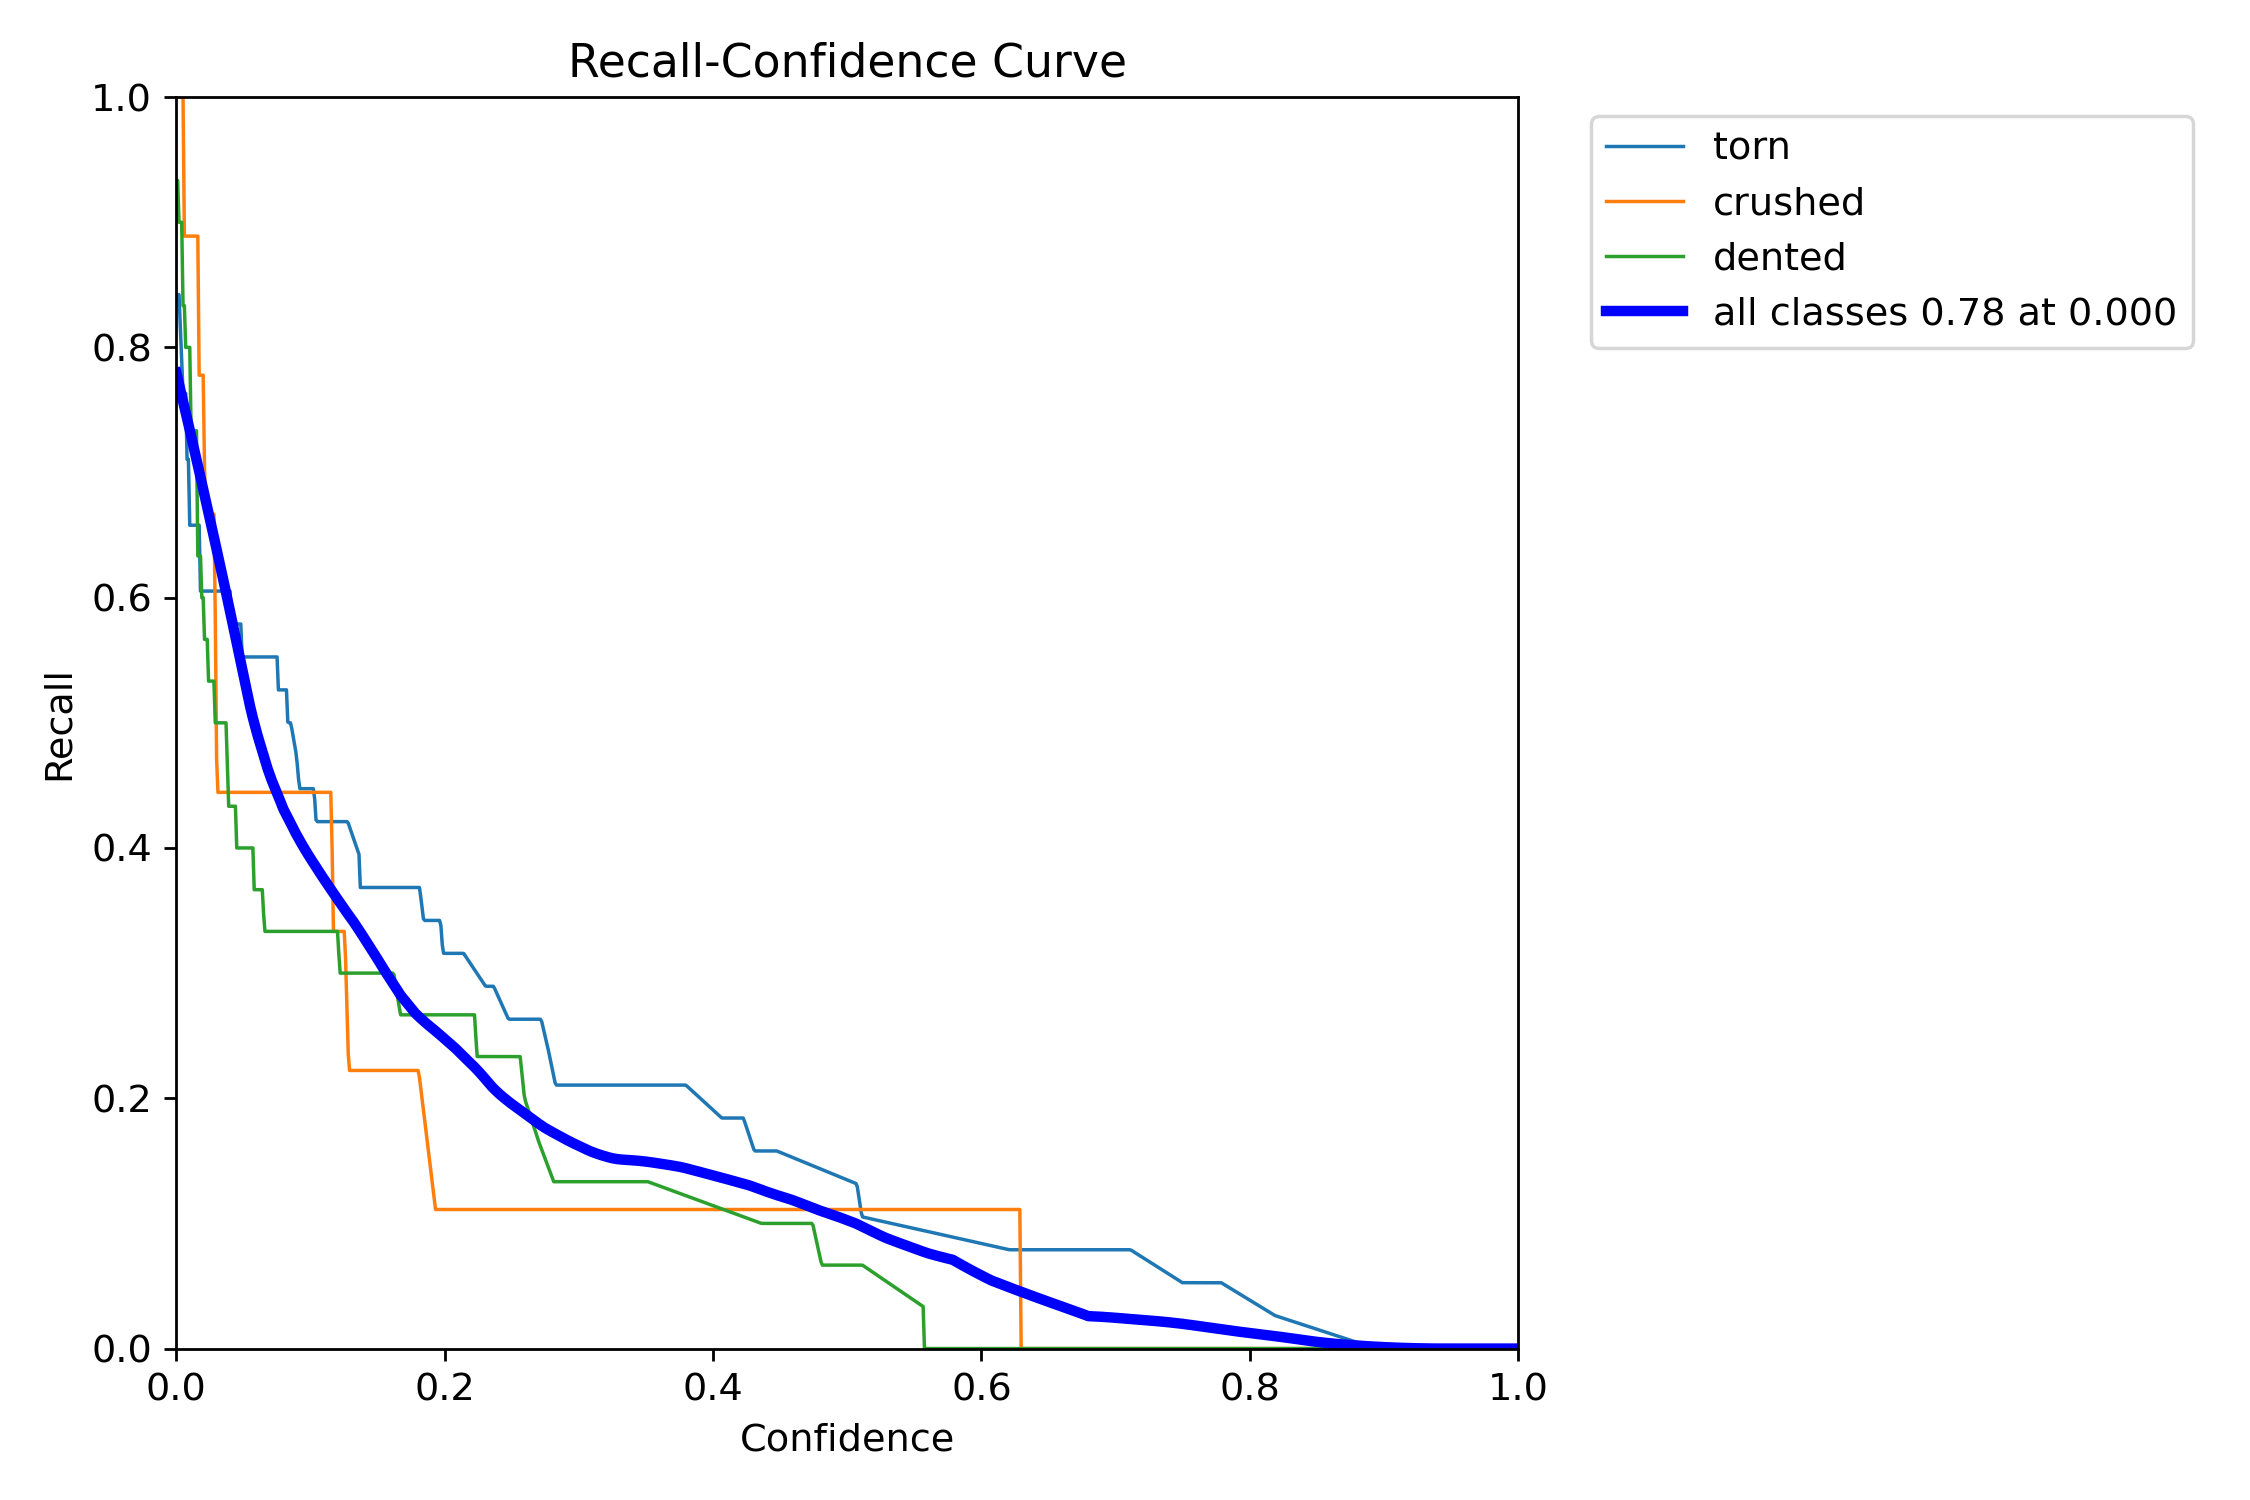 Recall-Confidence Curve
1.0
0.8
0.6
0.4
0.2
0.0
Recall
0.0 0.2 0.4 0.6 0.8 1.0
Confidence
torn
crushed
dented
all classes 0.78 at 0.000